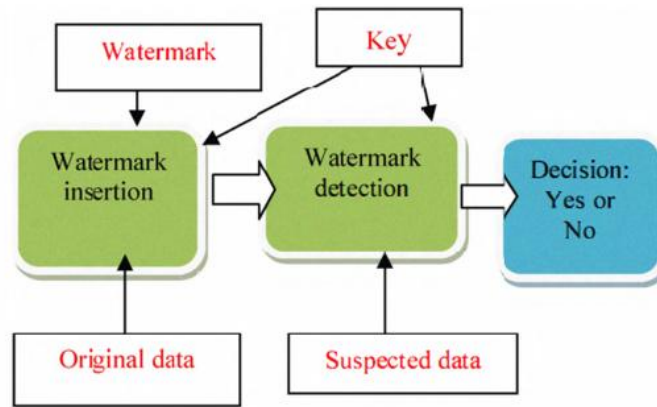 Watermark
Key
Watermark
insertion
Watermark
detection
Decision:
Yes or
No
Original data
Suspected data